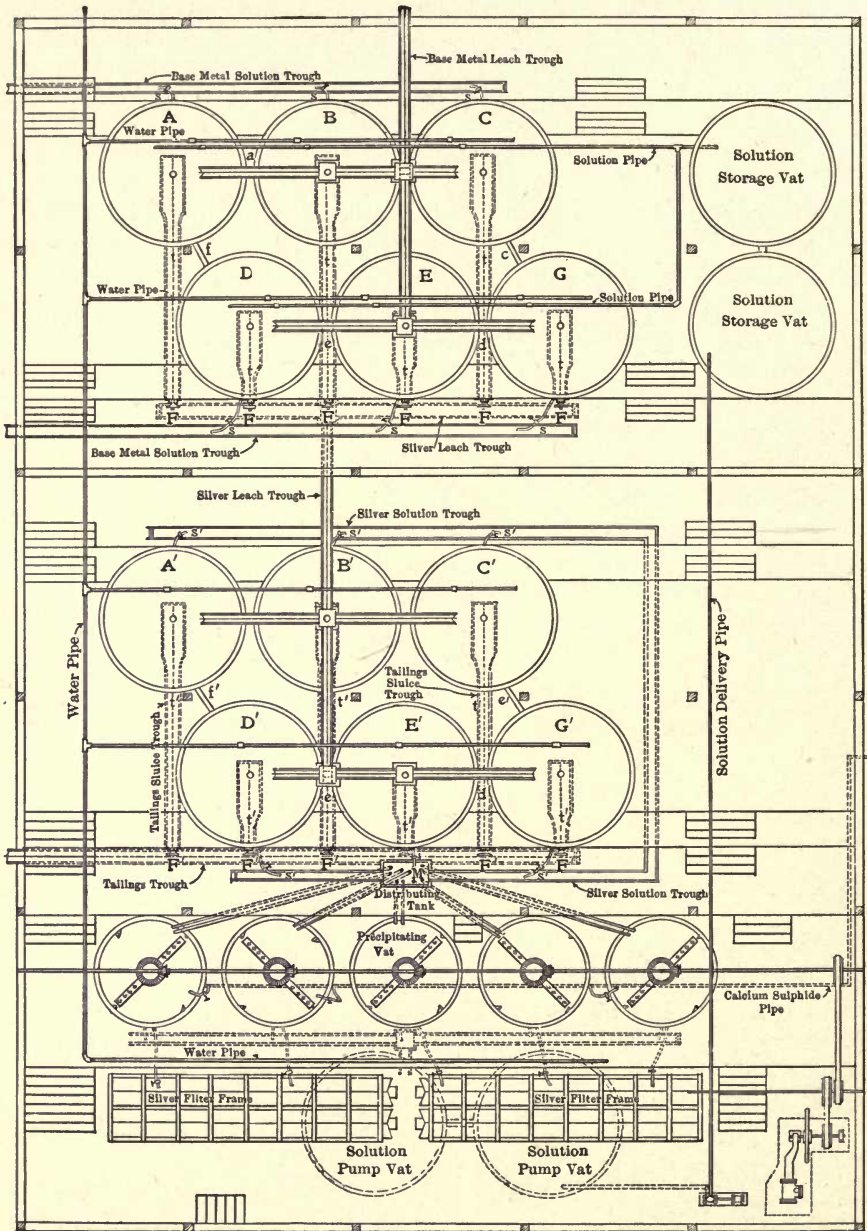 Base Metal Leach Trough
Base Metal Solution Trough
s s s
A B C
Water Pipe
a
Solution Pipe
Solution
Storage Vat
t t t
f c
D E G
Water Pipe
Solution Pipe
Solution
Storage Vat
e d
t t t
F F F F F F
s s s
Silver Leach Trough
Base Metal Solution Trough
Silver Leach Trough
Silver Solution Trough
s' s' s'
A' B' C'
Water Pipe
Solution Delivery Pipe
Tailings
Sluice
Trough
t' t' t
f' e'
D' E' G'
Tailings Sluice Trough
e d
t' t' t'
F' F' F' F' F'
Tailings Trough
s' M s'
Silver Solution Trough
Distributing
Tank
Precipitating
Vat
Calcium Sulphide
Pipe
Water Pipe
Silver Filter Frame
Silver Filter Frame
Solution
Pump Vat
Solution
Pump Vat